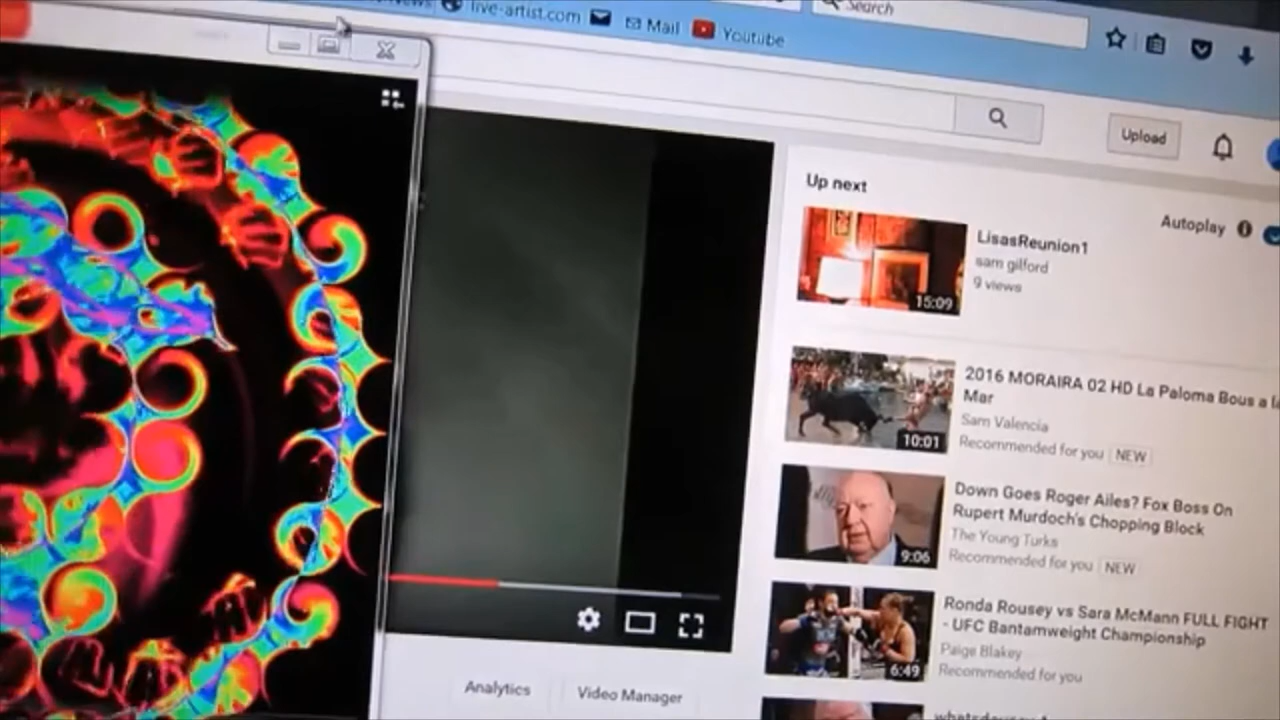 News
live-artist.com
Mail
Youtube
Search
Upload
Up next
Autoplay
LisasReunion1
sam gilford
9 views
15:09
2016 MORAIRA 02 HD La Paloma Bous a la
Mar
Sam Valencia
Recommended for you NEW
10:01
Down Goes Roger Ailes? Fox Boss On
Rupert Murdoch's Chopping Block
The Young Turks
Recommended for you NEW
9:06
Ronda Rousey vs Sara McMann FULL FIGHT
- UFC Bantamweight Championship
Paige Blakey
Recommended for you
6:49
Analytics
Video Manager